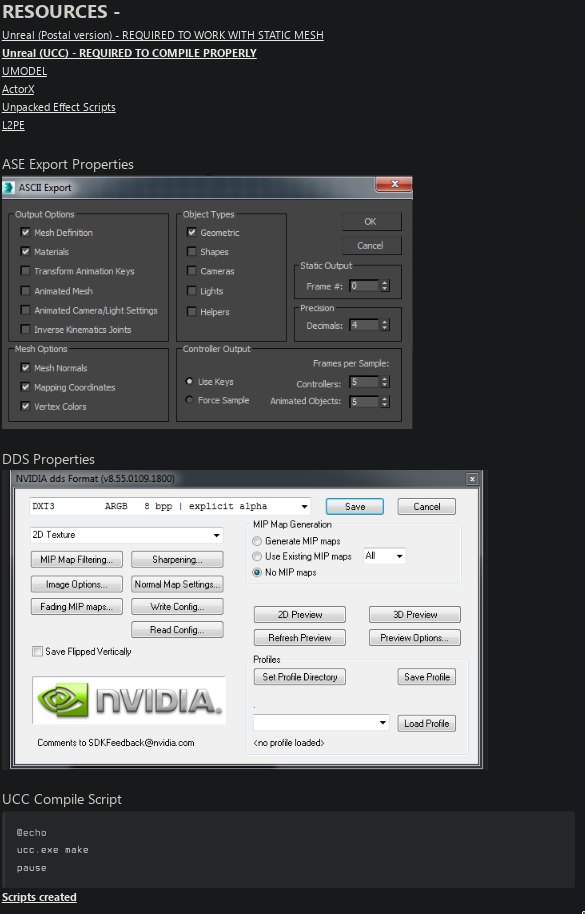 RESOURCES -
Unreal (Postal version) - REQUIRED TO WORK WITH STATIC MESH
Unreal (UCC) - REQUIRED TO COMPILE PROPERLY
UMODEL
ActorX
Unpacked Effect Scripts
L2PE
ASE Export Properties
ASCII Export
Output Options
Mesh Definition
Materials
Transform Animation Keys
Animated Mesh
Animated Camera/Light Settings
Inverse Kinematics Joints
Object Types
Geometric
Shapes
Cameras
Lights
Helpers
OK
Cancel
Static Output
Frame #: 0
Precision
Decimals: 4
Mesh Options
Mesh Normals
Mapping Coordinates
Vertex Colors
Controller Output
Frames per Sample:
Use Keys
Controllers: 5
Force Sample
Animated Objects: 5
DDS Properties
NVIDIA dds Format (v8.55.0109.1800)
DXT3 ARGB 8 bpp | explicit alpha
Save
Cancel
2D Texture
MIP Map Filtering...
Sharpening...
Image Options...
Normal Map Settings...
Fading MIP maps...
Write Config...
Read Config...
Save Flipped Vertically
MIP Map Generation
Generate MIP maps
Use Existing MIP maps
All
No MIP maps
2D Preview
3D Preview
Refresh Preview
Preview Options...
Profiles
Set Profile Directory
Save Profile
.
Load Profile
<no profile loaded>
NVIDIA.
Comments to SDKFeedback@nvidia.com
UCC Compile Script
@echo
ucc.exe make
pause
Scripts created